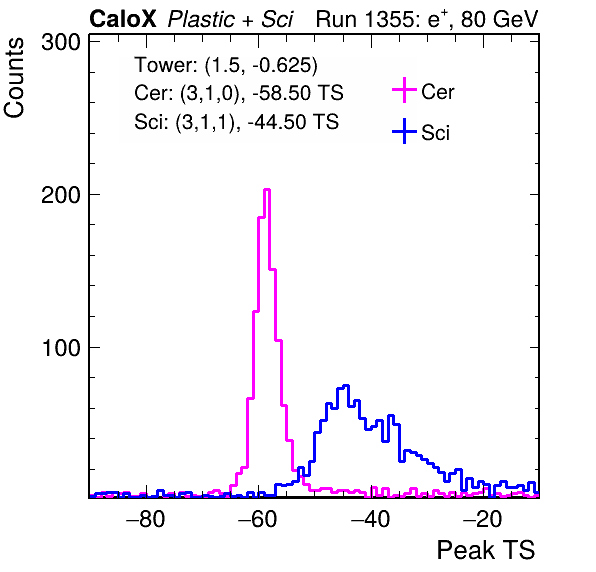 CaloX Plastic + Sci Run 1355: e⁺, 80 GeV
Counts
300
200
100
Tower: (1.5, -0.625)
Cer: (3,1,0), -58.50 TS
Sci: (3,1,1), -44.50 TS
Cer
Sci
−80 −60 −40 −20
Peak TS